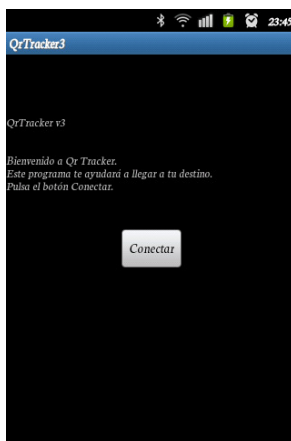 23:45
QrTracker3
QrTracker v3
Bienvenido a Qr Tracker.
Este programa te ayudará a llegar a tu destino.
Pulsa el botón Conectar.
Conectar